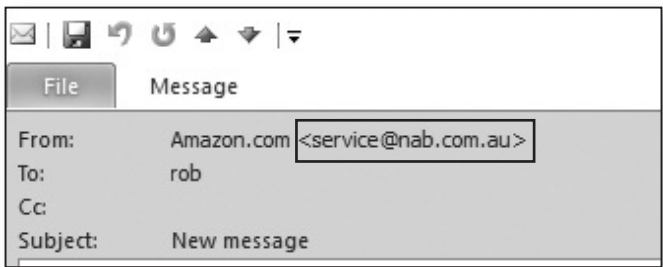 File Message
From: Amazon.com <service@nab.com.au>
To: rob
Cc:
Subject: New message